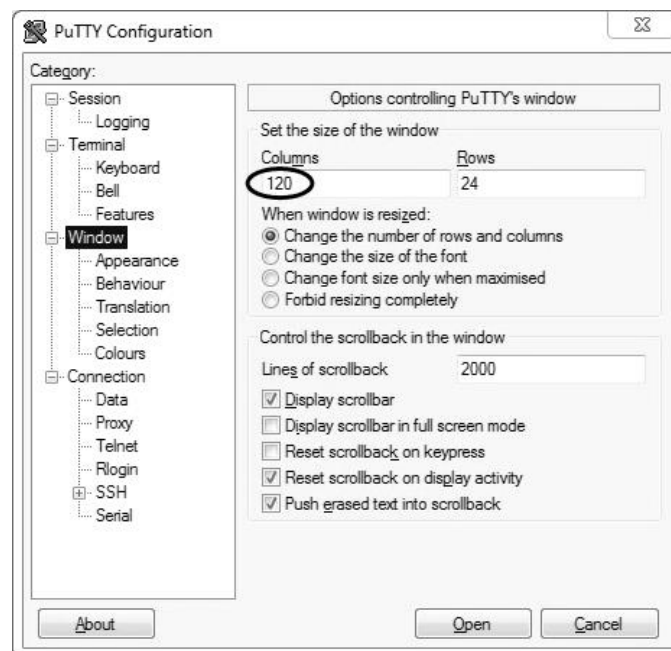 PuTTY Configuration
Category:
Session
Logging
Terminal
Keyboard
Bell
Features
Window
Appearance
Behaviour
Translation
Selection
Colours
Connection
Data
Proxy
Telnet
Rlogin
SSH
Serial
Options controlling PuTTY's window
Set the size of the window
Columns Rows
120 24
When window is resized:
Change the number of rows and columns
Change the size of the font
Change font size only when maximised
Forbid resizing completely
Control the scrollback in the window
Lines of scrollback 2000
Display scrollbar
Display scrollbar in full screen mode
Reset scrollback on keypress
Reset scrollback on display activity
Push erased text into scrollback
About Open Cancel